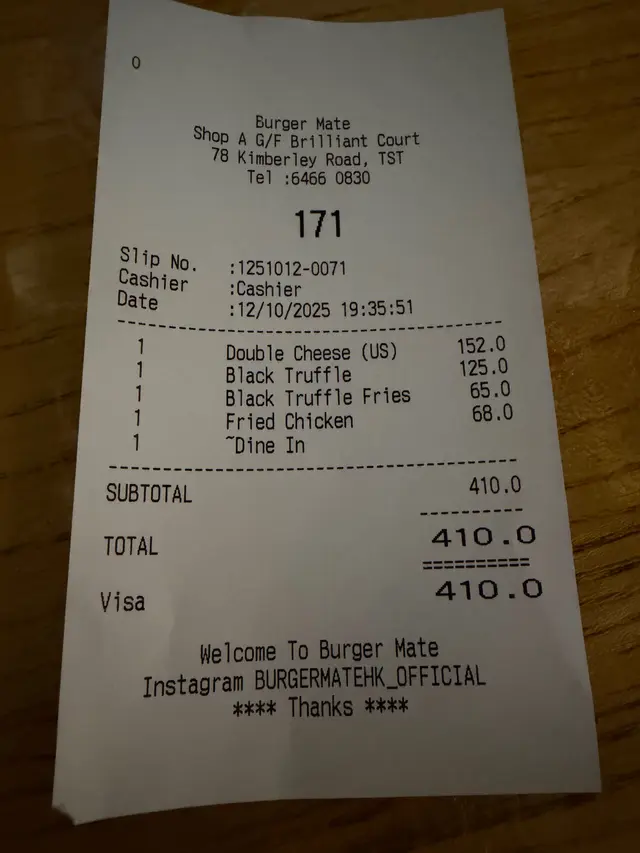 0
Burger Mate
Shop A G/F Brilliant Court
78 Kimberley Road, TST
Tel :6466 0830
171
Slip No. :1251012-0071
Cashier :Cashier
Date :12/10/2025 19:35:51
1 Double Cheese (US) 152.0
1 Black Truffle 125.0
1 Black Truffle Fries 65.0
1 Fried Chicken 68.0
1 ~Dine In
SUBTOTAL 410.0
TOTAL 410.0
Visa 410.0
Welcome To Burger Mate
Instagram BURGERMATEHK_OFFICIAL
**** Thanks ****